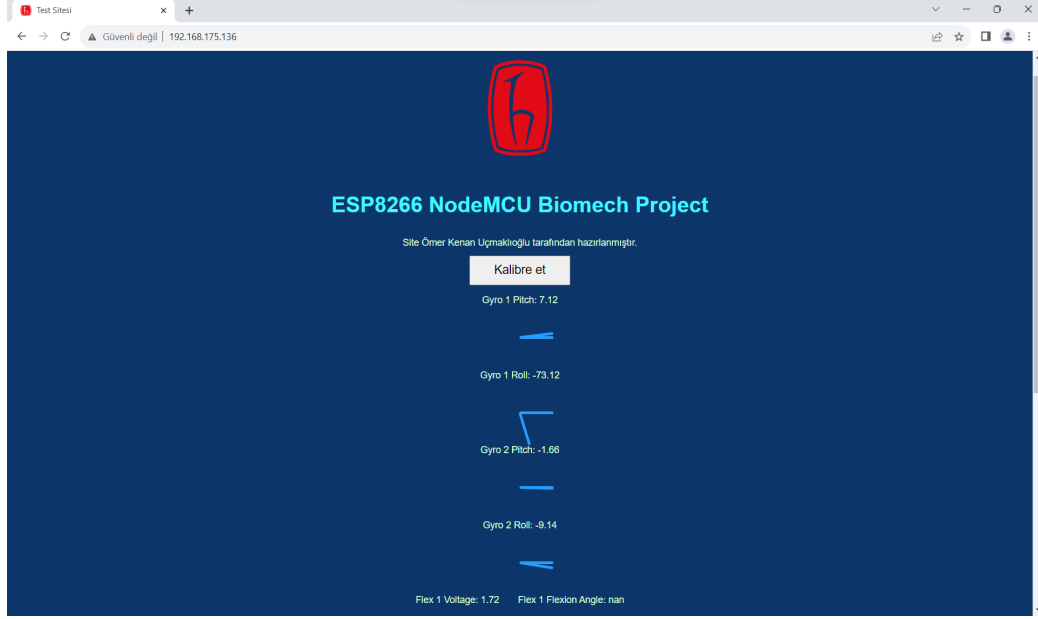 Test Sitesi
Güvenli değil | 192.168.175.136
ESP8266 NodeMCU Biomech Project
Site Ömer Kenan Uçmaklıoğlu tarafından hazırlanmıştır.
Kalibre et
Gyro 1 Pitch: 7.12
Gyro 1 Roll: -73.12
Gyro 2 Pitch: -1.66
Gyro 2 Roll: -9.14
Flex 1 Voltage: 1.72 Flex 1 Flexion Angle: nan